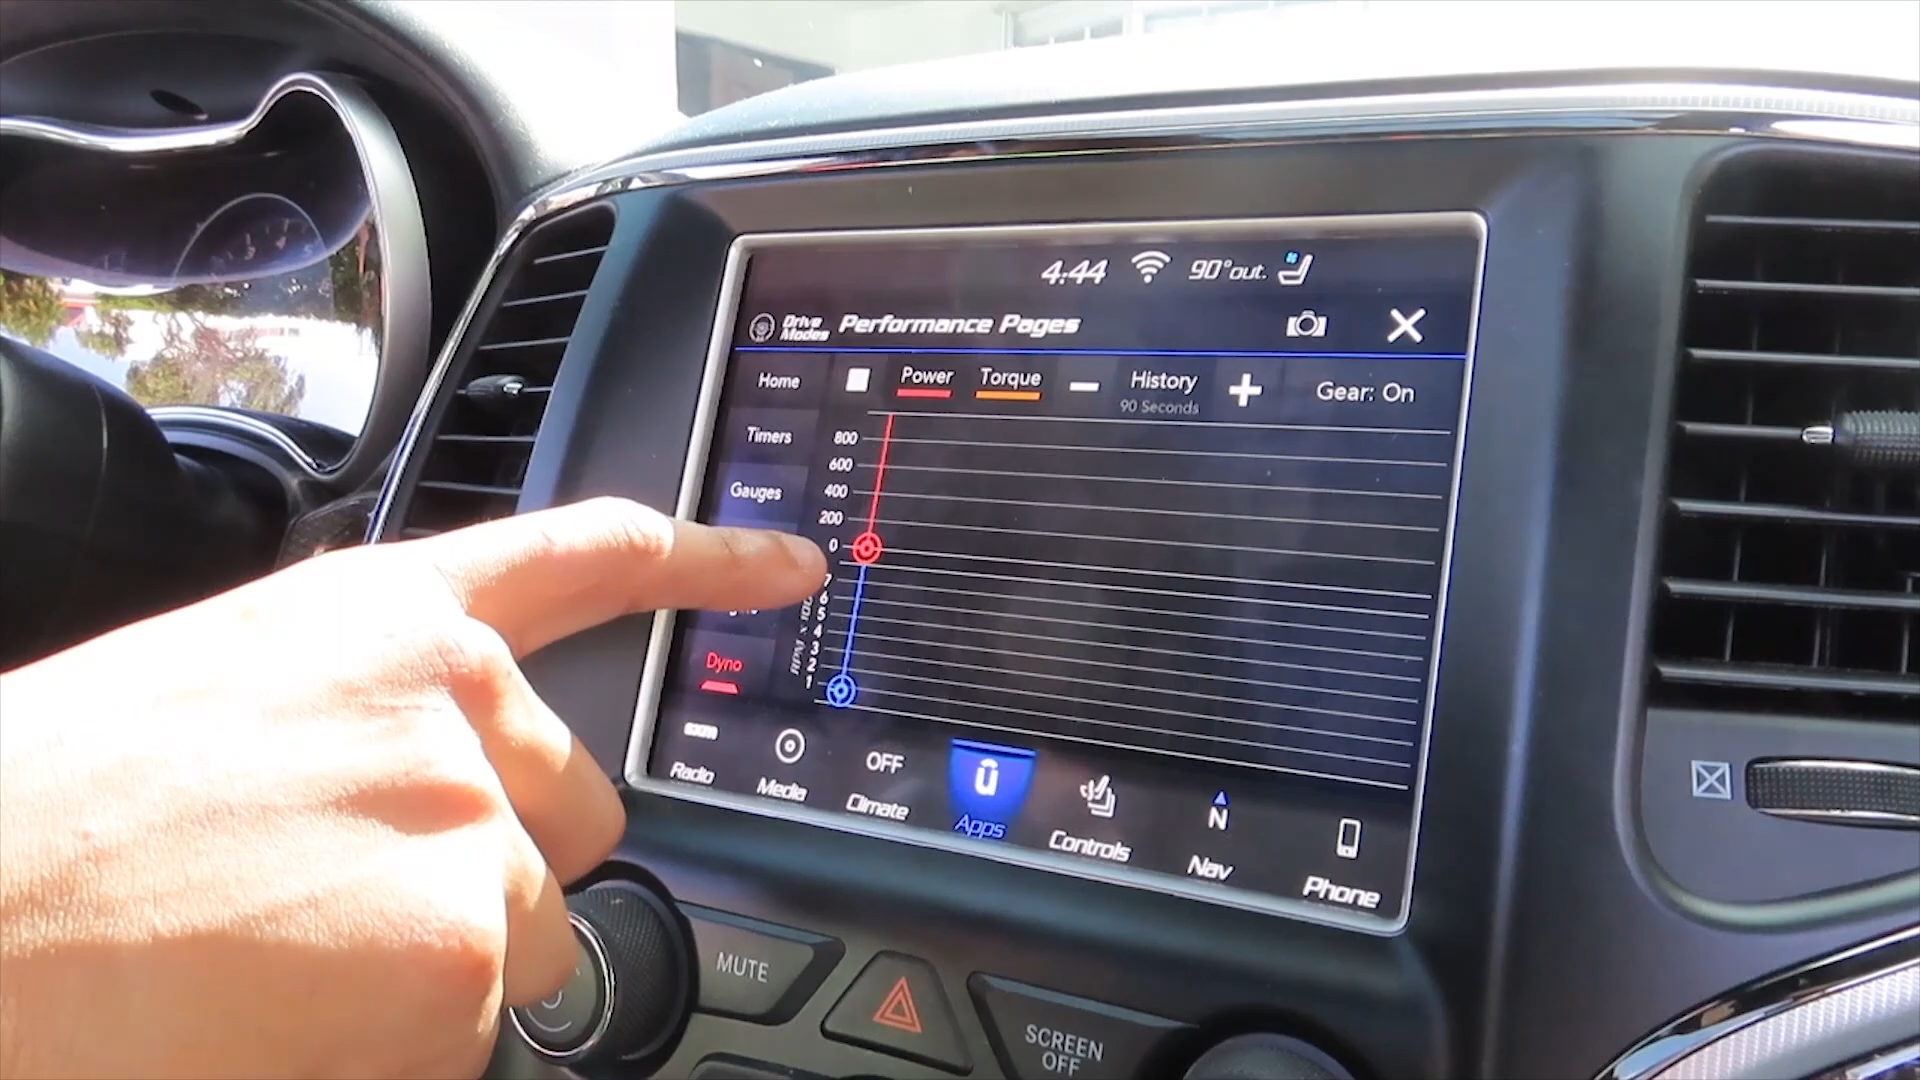 4:44 90°out.
Drive Modes Performance Pages
Home Power Torque History Gear: On
90 Seconds
Timers
Gauges
Dyno
800
600
400
200
0
7
6
5
4
3
2
1
Radio Media OFF Climate Apps Controls N Nav Phone
MUTE
SCREEN
OFF